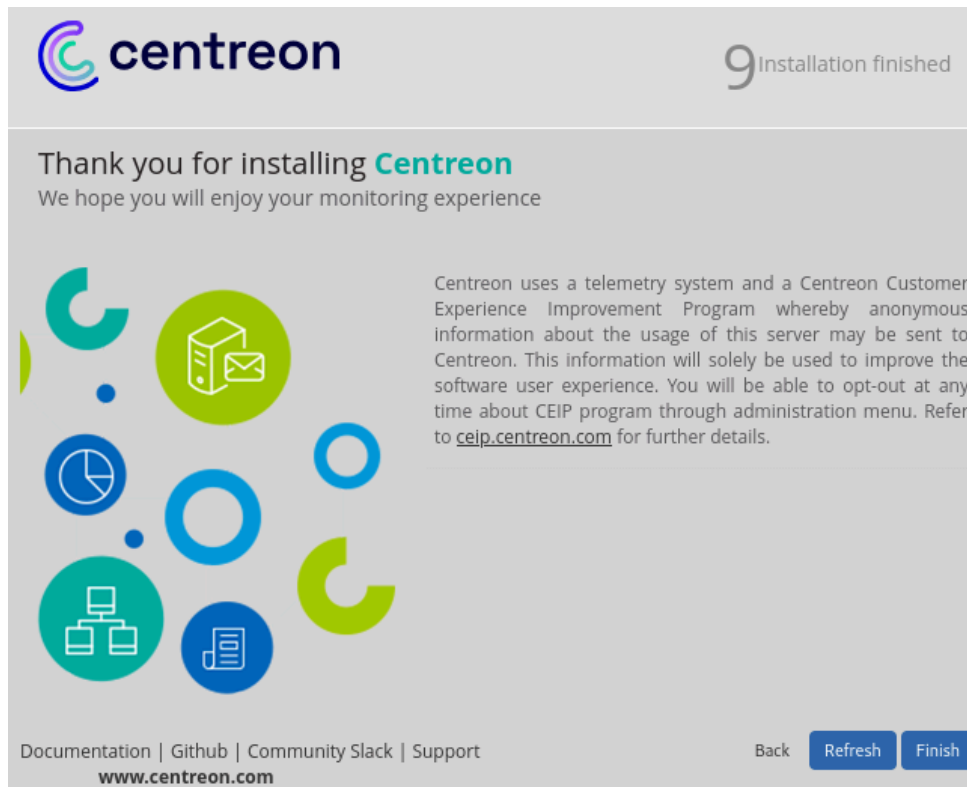 centreon
9 Installation finished
Thank you for installing Centreon
We hope you will enjoy your monitoring experience
Centreon uses a telemetry system and a Centreon Customer
Experience Improvement Program whereby anonymous
information about the usage of this server may be sent to
Centreon. This information will solely be used to improve the
software user experience. You will be able to opt-out at any
time about CEIP program through administration menu. Refer
to ceip.centreon.com for further details.
Documentation | Github | Community Slack | Support
www.centreon.com
Back Refresh Finish